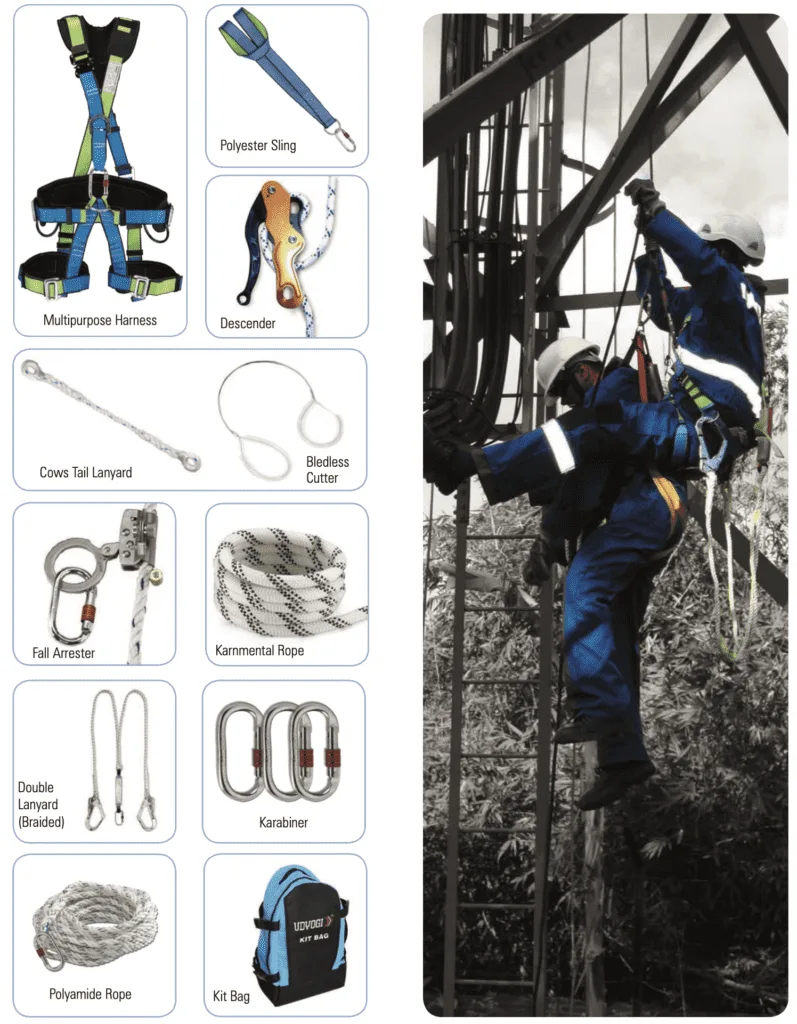 Multipurpose Harness
Polyester Sling
Descender
Cows Tail Lanyard
Bledless
Cutter
Fall Arrester
Karnmental Rope
Double
Lanyard
(Braided)
Karabiner
Polyamide Rope
UDYOGI
KIT BAG
Kit Bag